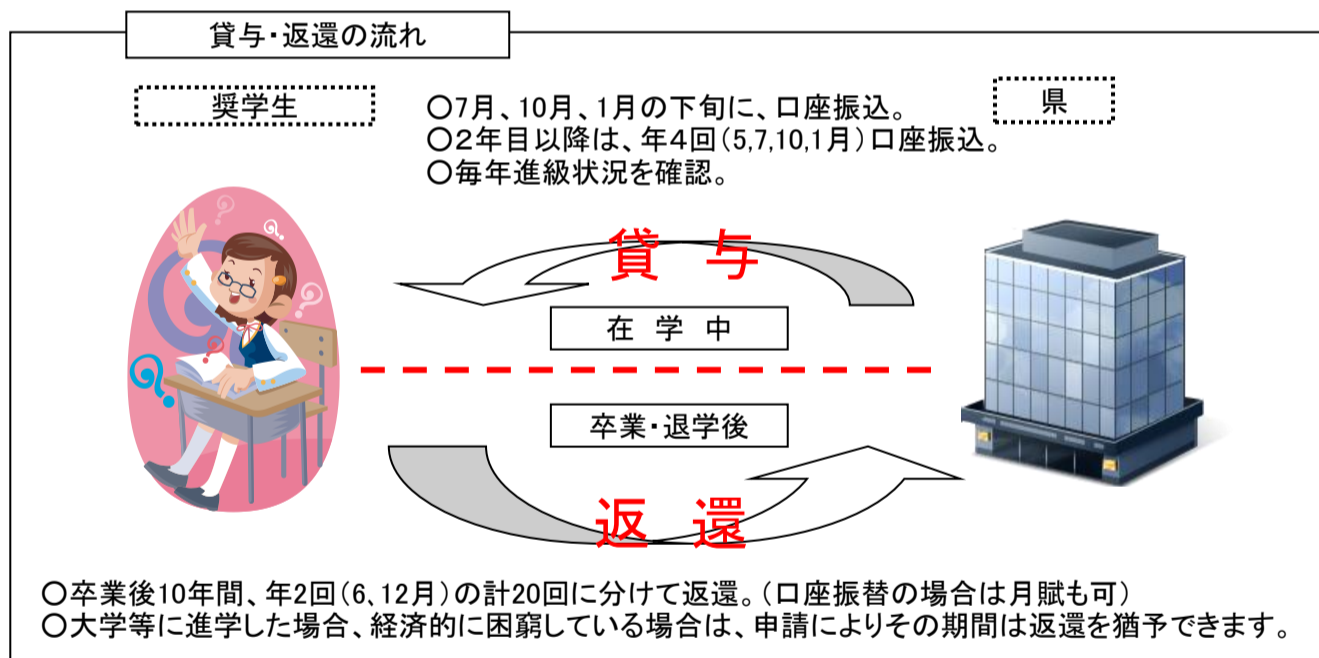 貸与・返還の流れ
奨学生
○7月、10月、1月の下旬に、口座振込。
県
○２年目以降は、年４回（5,7,10,1月）口座振込。
○毎年進級状況を確認。
貸　与
在　学　中
卒業・退学後
返　還
○卒業後10年間、年2回（6、12月）の計20回に分けて返還。（口座振替の場合は月賦も可）
○大学等に進学した場合、経済的に困窮している場合は、申請によりその期間は返還を猶予できます。